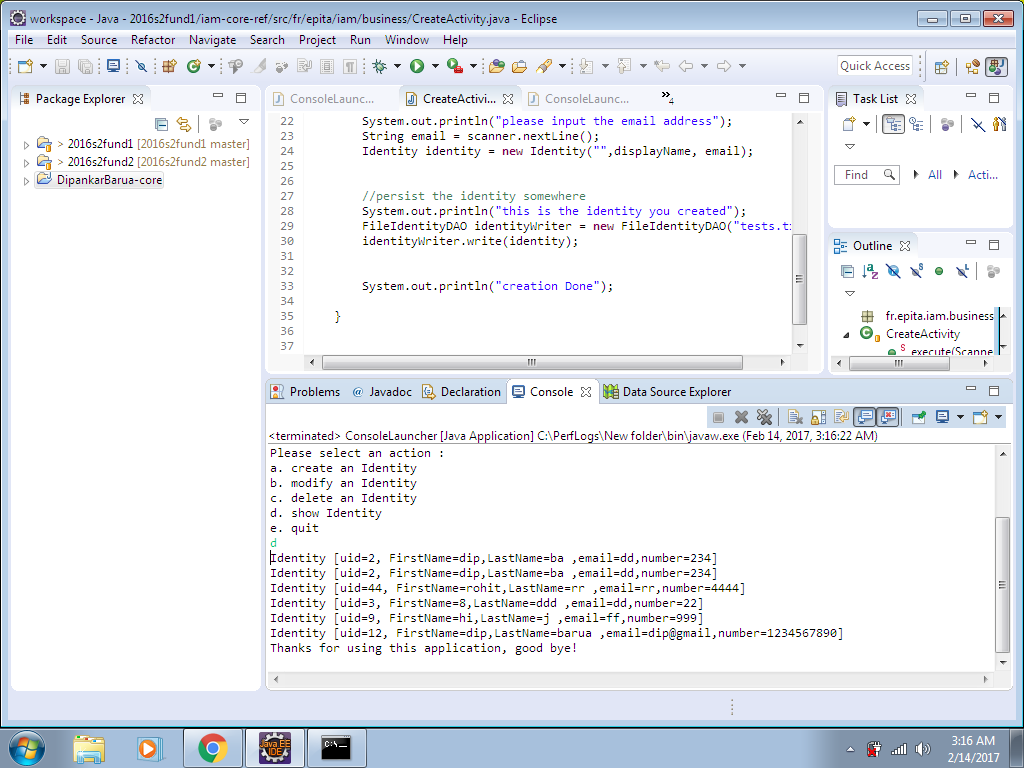 workspace - Java - 2016s2fund1/iam-core-ref/src/fr/epita/iam/business/CreateActivity.java - Eclipse
File Edit Source Refactor Navigate Search Project Run Window Help
Quick Access
Package Explorer
> 2016s2fund1 [2016s2fund1 master]
> 2016s2fund2 [2016s2fund2 master]
DipankarBarua-core
ConsoleLaunc... CreateActivi... ConsoleLaunc... »4
22 System.out.println("please input the email address");
23 String email = scanner.nextLine();
24 Identity identity = new Identity("",displayName, email);
25
26
27 //persist the identity somewhere
28 System.out.println("this is the identity you created");
29 FileIdentityDAO identityWriter = new FileIdentityDAO("tests.t
30 identityWriter.write(identity);
31
32
33 System.out.println("creation Done");
34
35 }
36
37
Task List
Find All Acti...
Outline
fr.epita.iam.business
CreateActivity
S execute(Scanne
Problems @ Javadoc Declaration Console Data Source Explorer
<terminated> ConsoleLauncher [Java Application] C:\PerfLogs\New folder\bin\javaw.exe (Feb 14, 2017, 3:16:22 AM)
Please select an action :
a. create an Identity
b. modify an Identity
c. delete an Identity
d. show Identity
e. quit
d
Identity [uid=2, FirstName=dip,LastName=ba ,email=dd,number=234]
Identity [uid=2, FirstName=dip,LastName=ba ,email=dd,number=234]
Identity [uid=44, FirstName=rohit,LastName=rr ,email=rr,number=4444]
Identity [uid=3, FirstName=8,LastName=ddd ,email=dd,number=22]
Identity [uid=9, FirstName=hi,LastName=j ,email=ff,number=999]
Identity [uid=12, FirstName=dip,LastName=barua ,email=dip@gmail,number=1234567890]
Thanks for using this application, good bye!
Java EE
IDE
C:\
3:16 AM
2/14/2017